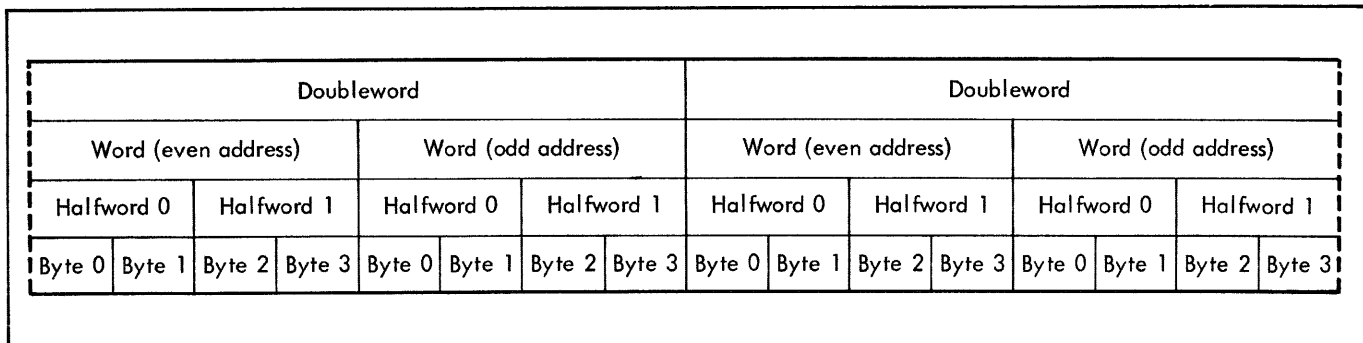 Doubleword Doubleword
Word (even address) Word (odd address) Word (even address) Word (odd address)
Halfword 0 Halfword 1 Halfword 0 Halfword 1 Halfword 0 Halfword 1 Halfword 0 Halfword 1
Byte 0 Byte 1 Byte 2 Byte 3 Byte 0 Byte 1 Byte 2 Byte 3 Byte 0 Byte 1 Byte 2 Byte 3 Byte 0 Byte 1 Byte 2 Byte 3